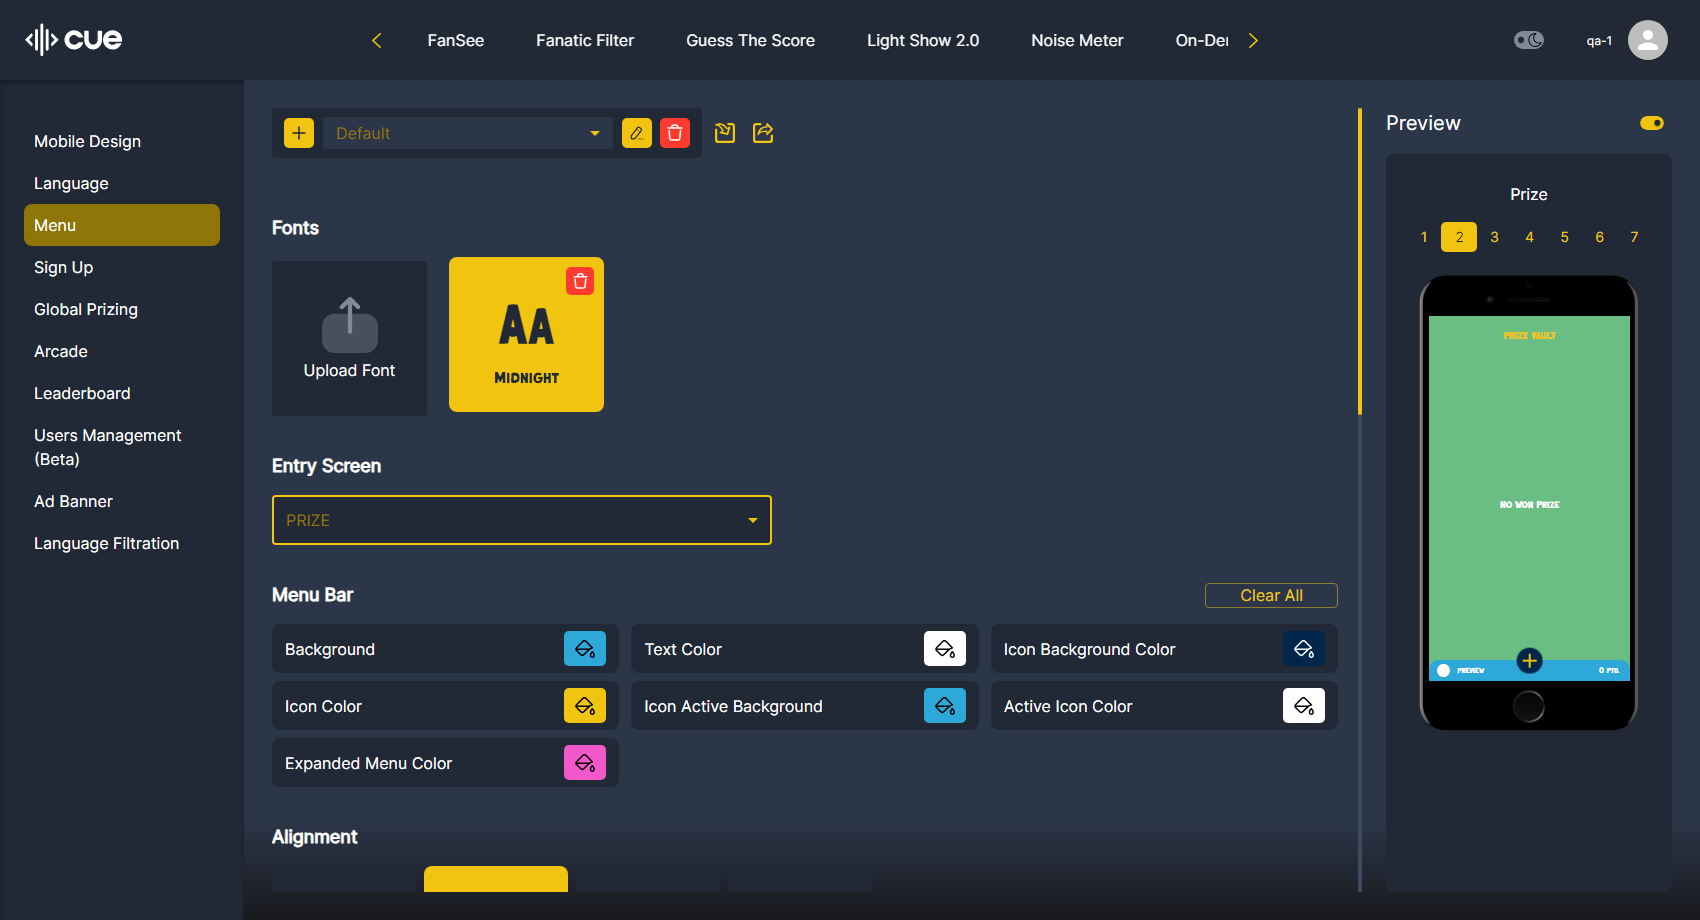 cue
FanSee
Fanatic Filter
Guess The Score
Light Show 2.0
Noise Meter
On-De
qa-1
Mobile Design
Language
Menu
Sign Up
Global Prizing
Arcade
Leaderboard
Users Management
(Beta)
Ad Banner
Language Filtration
Default
Fonts
Upload Font
AA
MIDNIGHT
Entry Screen
PRIZE
Menu Bar
Clear All
Background
Text Color
Icon Background Color
Icon Color
Icon Active Background
Active Icon Color
Expanded Menu Color
Alignment
Preview
Prize
1 2 3 4 5 6 7
PRIZE VAULT
NO WON PRIZE
PREVIEW
0 PTS.